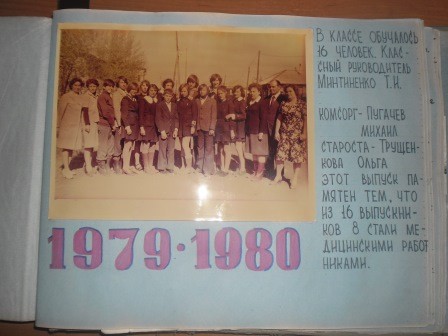 В КЛАССЕ ОБУЧАЛОСЬ
16 ЧЕЛОВЕК. КЛАС-
СНЫЙ РУКОВОДИТЕЛЬ
МИНТИНЕНКО Т.И.
КОМСОРГ - ПУГАЧЕВ
МИХАИЛ
СТАРОСТА - ТРУЩЕН-
КОВА ОЛЬГА
ЭТОТ ВЫПУСК ПА-
МЯТЕН ТЕМ, ЧТО
ИЗ 16 ВЫПУСКНИ-
КОВ 8 СТАЛИ МЕ-
ДИЦИНСКИМИ РАБОТ
НИКАМИ.
1979·1980